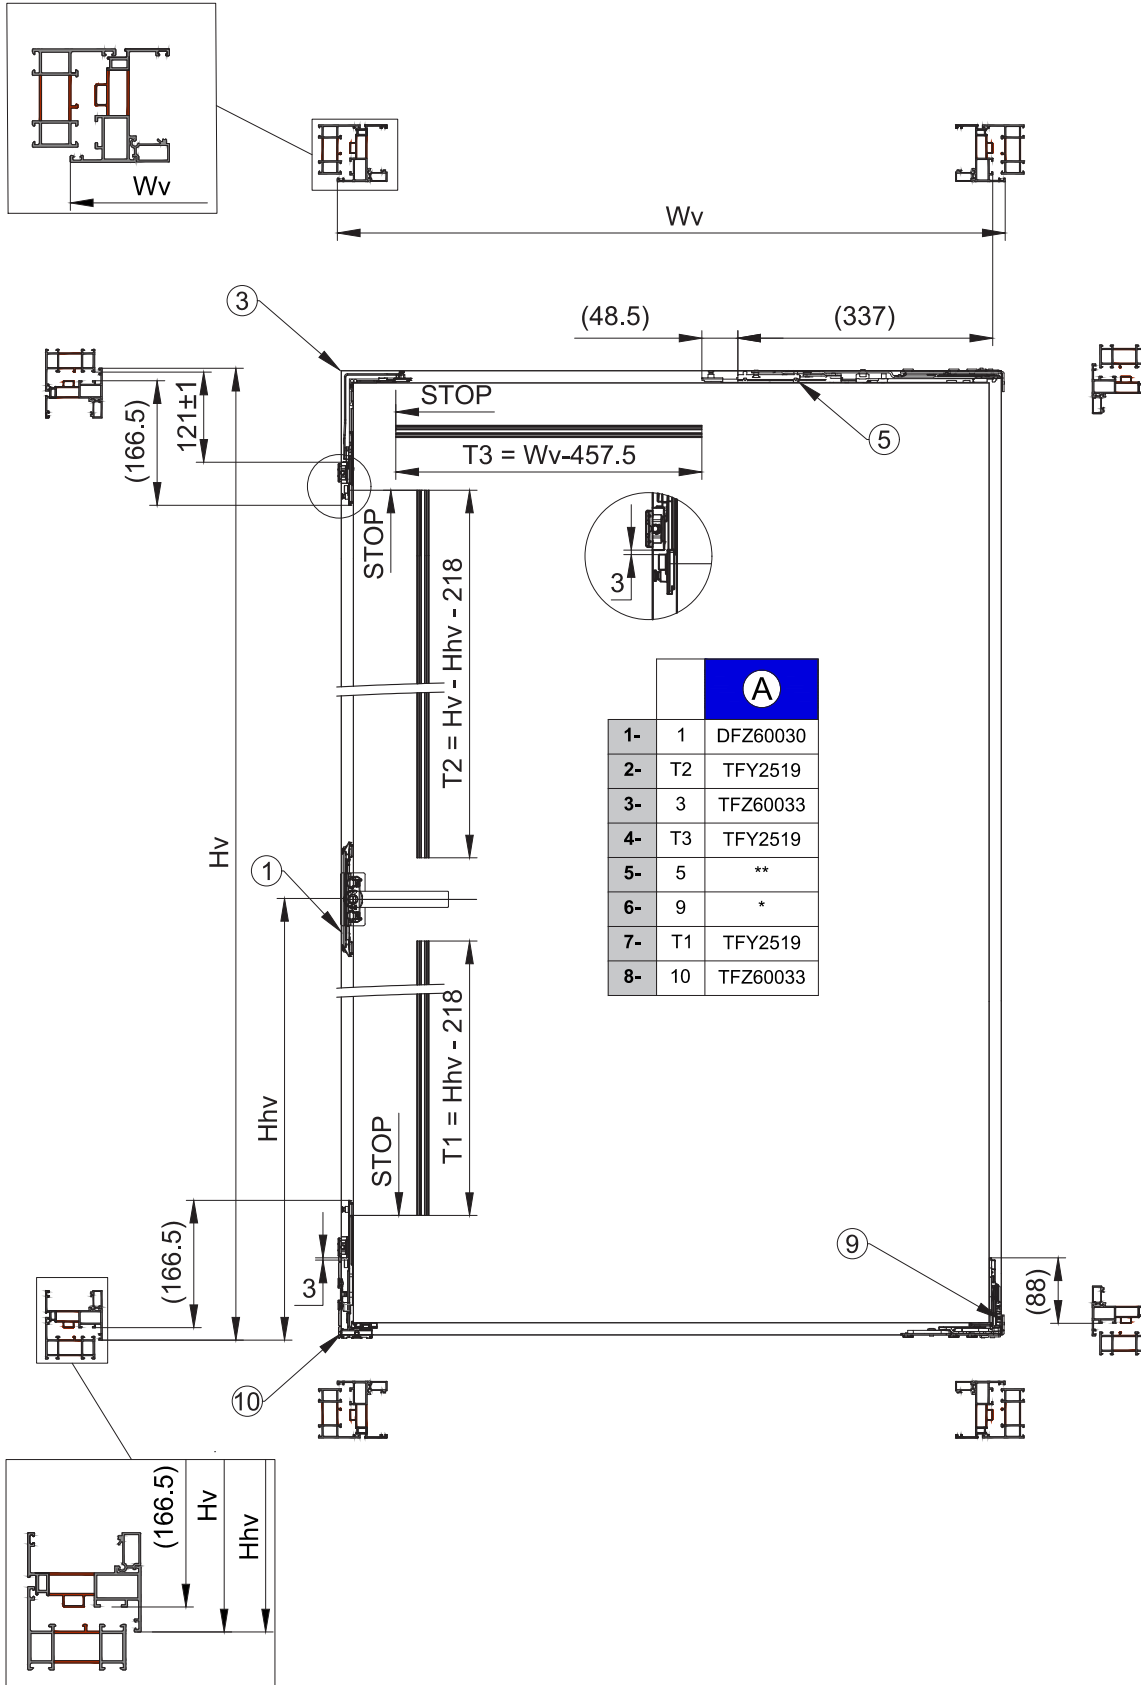 Wv
Wv
3
(48.5)
(337)
121±1
(166.5)
STOP
5
T3 = Wv-457.5
STOP
T2 = Hv - Hhv - 218
3
A
1- 1 DFZ60030
2- T2 TFY2519
3- 3 TFZ60033
4- T3 TFY2519
5- 5 **
6- 9 *
7- T1 TFY2519
8- 10 TFZ60033
Hv
1
Hhv
T1 = Hhv - 218
STOP
(166.5)
3
9
(88)
10
(166.5)
Hv
Hhv